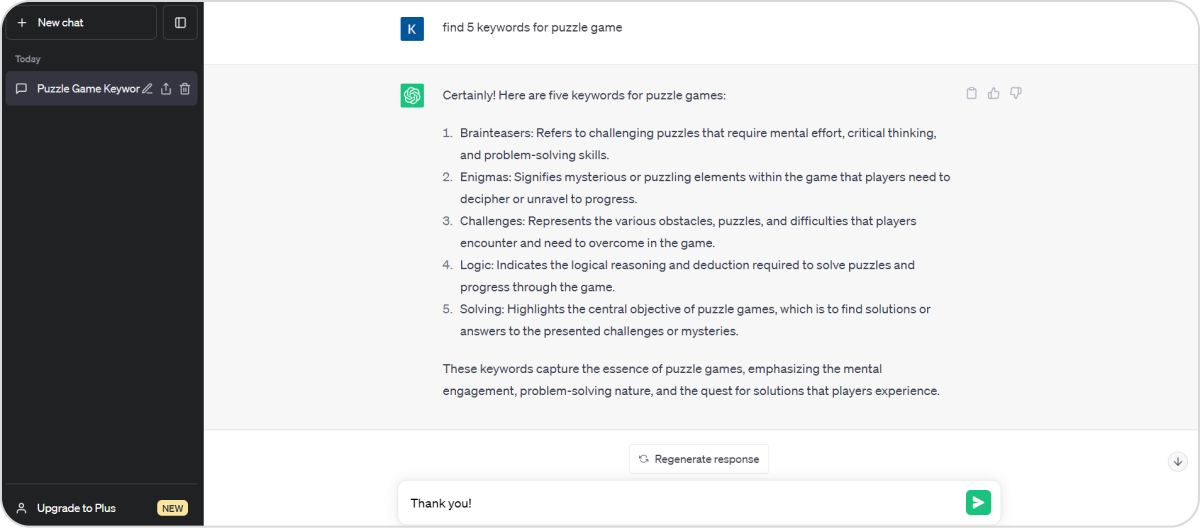 New chat
Today
Puzzle Game Keywor
Upgrade to Plus
NEW
K
find 5 keywords for puzzle game
Certainly! Here are five keywords for puzzle games:
1. Brainteasers: Refers to challenging puzzles that require mental effort, critical thinking,
and problem-solving skills.
2. Enigmas: Signifies mysterious or puzzling elements within the game that players need to
decipher or unravel to progress.
3. Challenges: Represents the various obstacles, puzzles, and difficulties that players
encounter and need to overcome in the game.
4. Logic: Indicates the logical reasoning and deduction required to solve puzzles and
progress through the game.
5. Solving: Highlights the central objective of puzzle games, which is to find solutions or
answers to the presented challenges or mysteries.
These keywords capture the essence of puzzle games, emphasizing the mental
engagement, problem-solving nature, and the quest for solutions that players experience.
Regenerate response
Thank you!